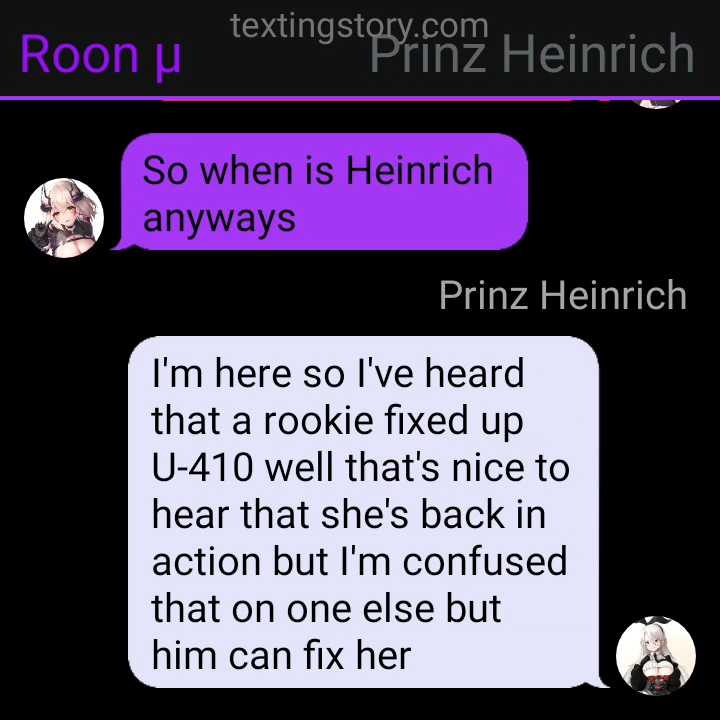 textingstory.com
Roon μ
Prinz Heinrich
So when is Heinrich
anyways
Prinz Heinrich
I'm here so I've heard
that a rookie fixed up
U-410 well that's nice to
hear that she's back in
action but I'm confused
that on one else but
him can fix her